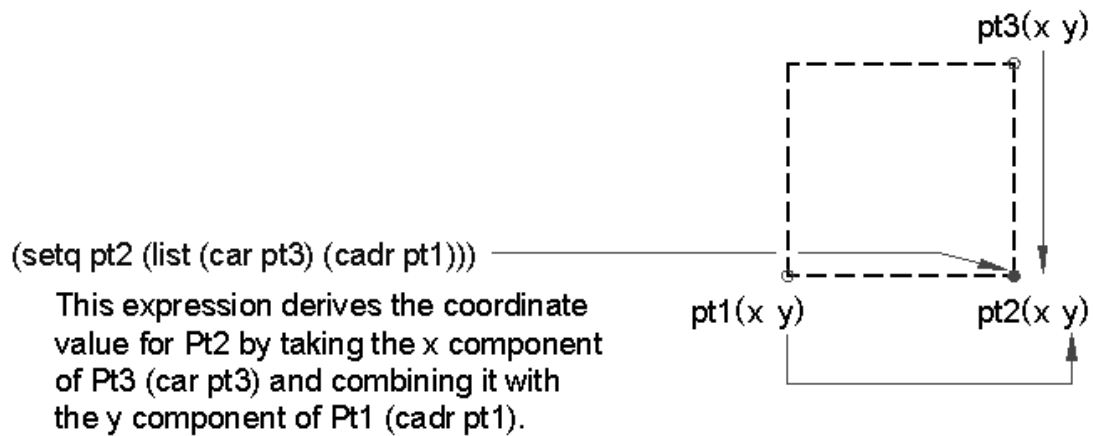 pt3(x y)
(setq pt2 (list (car pt3) (cadr pt1)))
This expression derives the coordinate
value for Pt2 by taking the x component
of Pt3 (car pt3) and combining it with
the y component of Pt1 (cadr pt1).
pt1(x y)
pt2(x y)